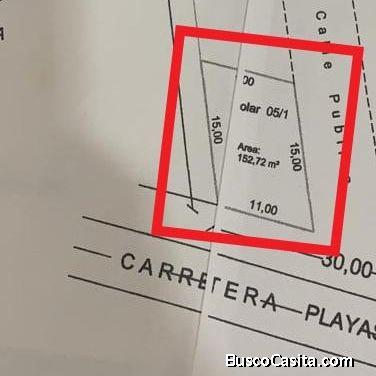 Calle Públi
00
olar 05/1
15,00
Area:
152,72 m²
15,00
11,00
30,00
CARRETERA PLAYAS
BuscoCasita.com